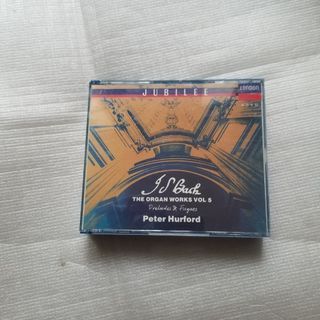 JUBILEE
LONDON
J S Bach
THE ORGAN WORKS VOL 5
Preludes & Fugues
Peter Hurford